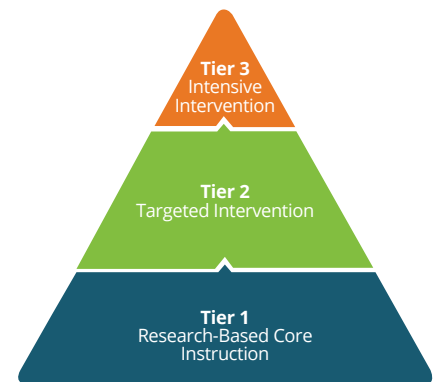 Tier 3
Intensive
Intervention
Tier 2
Targeted Intervention
Tier 1
Research-Based Core
Instruction